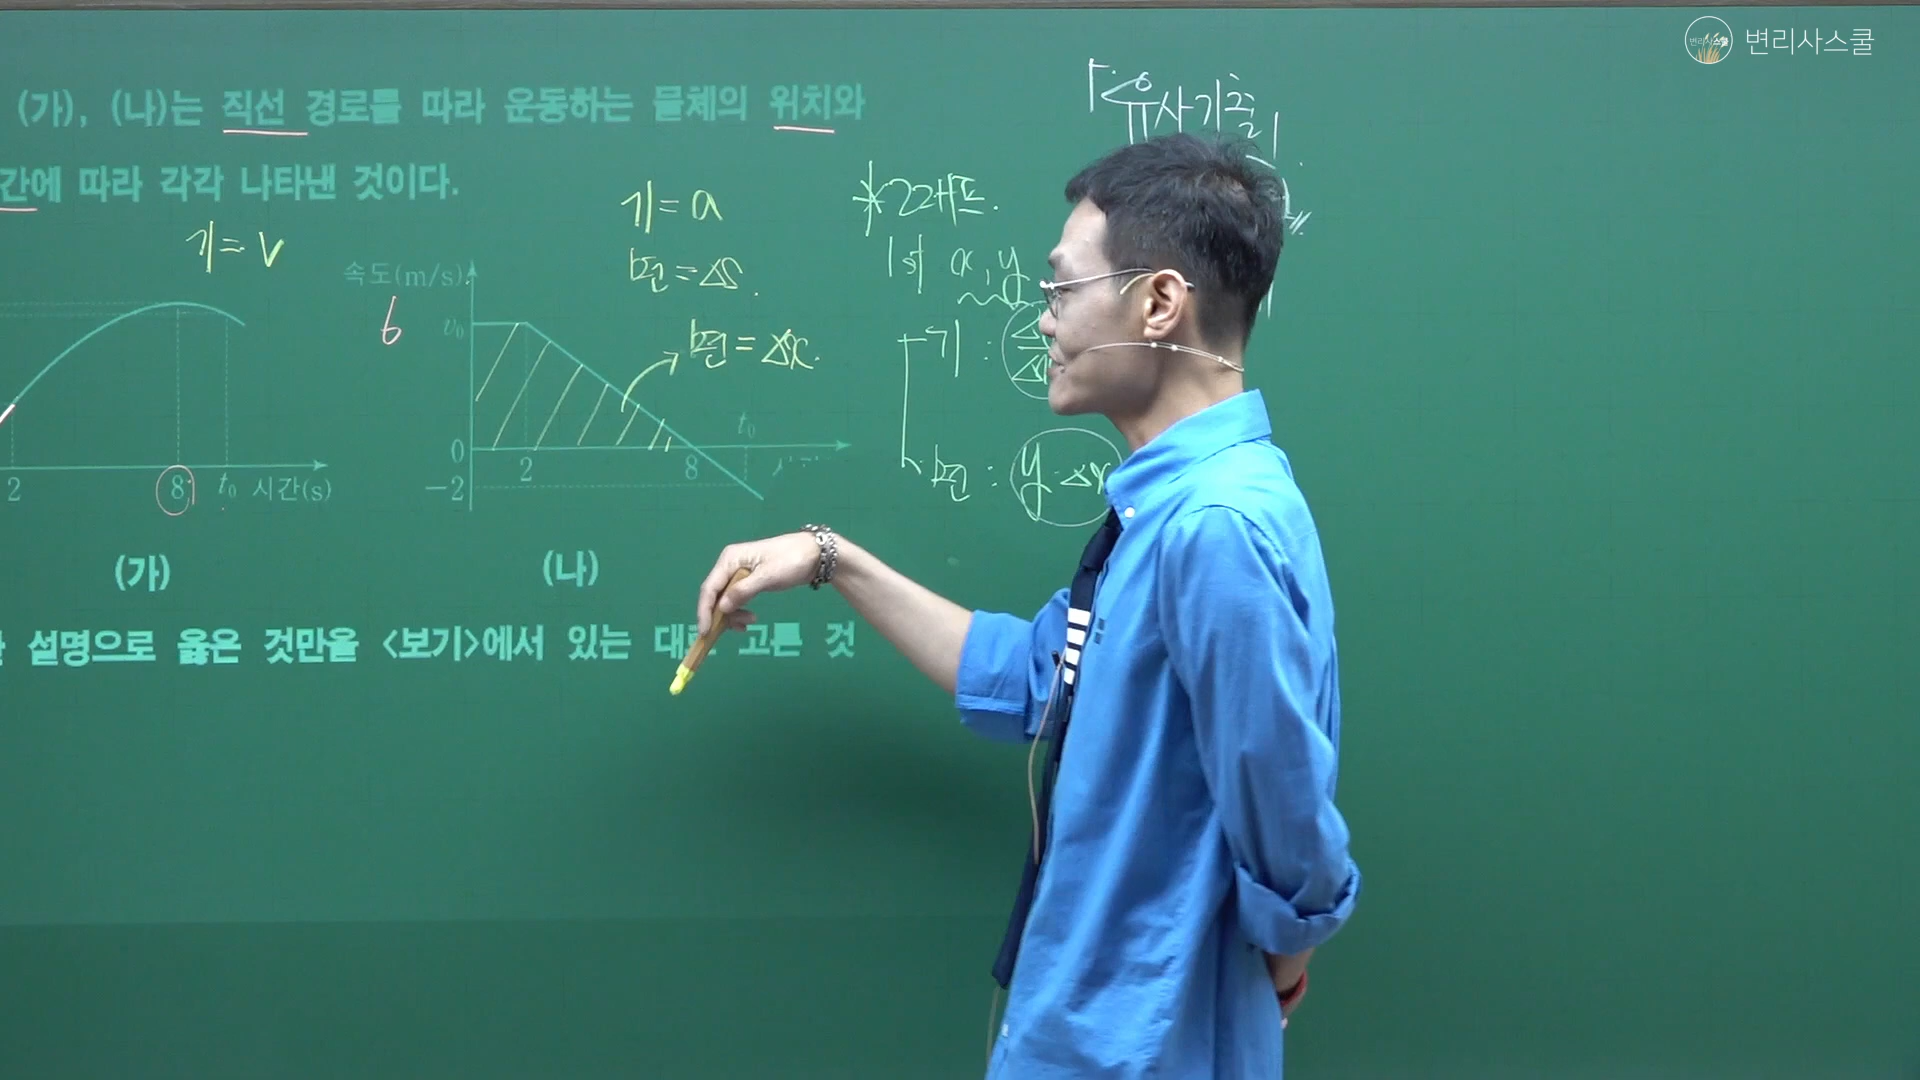 변리사스쿨
(가), (나)는 직선 경로를 따라 운동하는 물체의 위치와
간에 따라 각각 나타낸 것이다.
「유사기출」
기= V
기= a
면=ΔS.
*그래프.
1st x, y
기 :
면 : y·Δx
속도(m/s)
6
v₀
면=Δx.
0
-2
2
8
t₀
2
8
t₀
시간(s)
(가)
(나)
설명으로 옳은 것만을 <보기>에서 있는 대로 고른 것